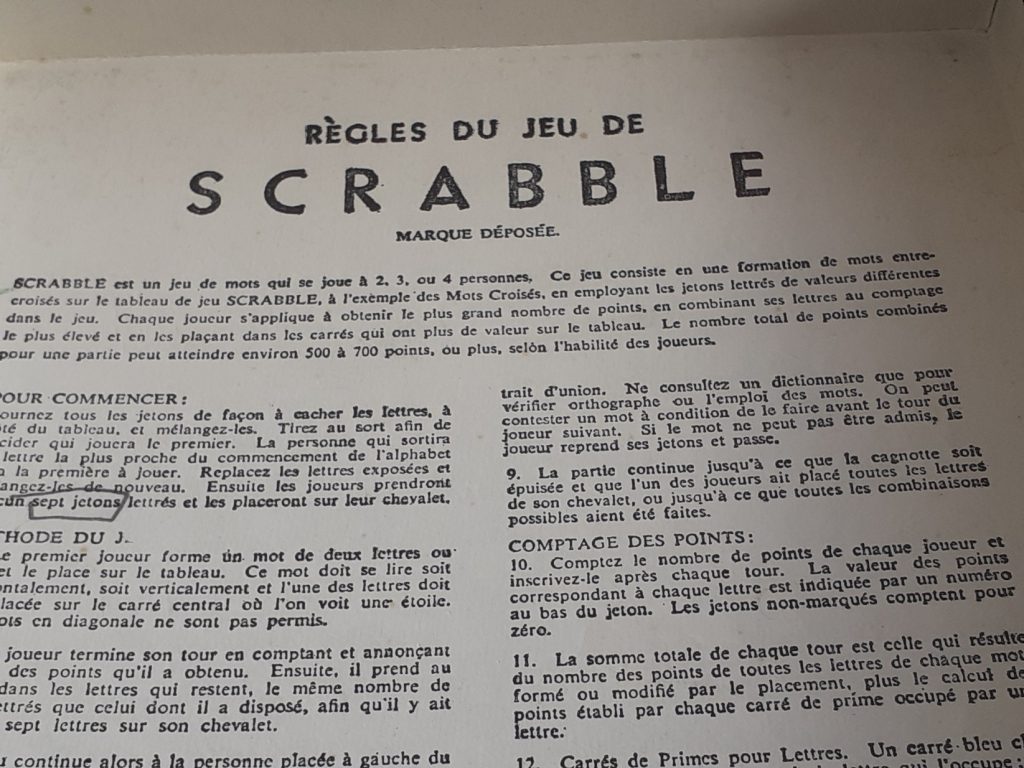 RÈGLES DU JEU DE
SCRABBLE
MARQUE DÉPOSÉE.
SCRABBLE est un jeu de mots qui se joue à 2, 3, ou 4 personnes. Ce jeu consiste en une formation de mots entre-
croisés sur le tableau de jeu SCRABBLE, à l'exemple des Mots Croisés, en employant les jetons lettrés de valeurs différentes
dans le jeu. Chaque joueur s'applique à obtenir le plus grand nombre de points, en combinant ses lettres au comptage
le plus élevé et en les plaçant dans les carrés qui ont plus de valeur sur le tableau. Le nombre total de points combinés
pour une partie peut atteindre environ 500 à 700 points, ou plus, selon l'habilité des joueurs.
POUR COMMENCER:
tous les jetons de façon à cacher les lettres, à
du tableau, et mélangez-les. Tirez au sort afin de
qui jouera le premier. La personne qui sortira
lettre la plus proche du commencement de l'alphabet
la première à jouer. Replacez les lettres exposées et
de nouveau. Ensuite les joueurs prendront
sept jetons lettrés et les placeront sur leur chevalet.
DU J
premier joueur forme un mot de deux lettres ou
et le place sur le tableau. Ce mot doit se lire soit
soit verticalement et l'une des lettres doit
sur le carré central où l'on voit une étoile.
en diagonale ne sont pas permis.
joueur termine son tour en comptant et annonçant
des points qu'il a obtenu. Ensuite, il prend au
dans les lettres qui restent, le même nombre de
que celui dont il a disposé, afin qu'il y ait
sept lettres sur son chevalet.
continue alors à la personne placée à gauche du
trait d'union. Ne consultez un dictionnaire que pour
vérifier orthographe ou l'emploi des mots. On peut
contester un mot à condition de le faire avant le tour du
joueur suivant. Si le mot ne peut pas être admis, le
joueur reprend ses jetons et passe.
9. La partie continue jusqu'à ce que la cagnotte soit
épuisée et que l'un des joueurs ait placé toutes les lettres
de son chevalet, ou jusqu'à ce que toutes les combinaisons
possibles aient été faites.
COMPTAGE DES POINTS:
10. Comptez le nombre de points de chaque joueur et
inscrivez-le après chaque tour. La valeur des points
correspondant à chaque lettre est indiquée par un numéro
au bas du jeton. Les jetons non-marqués comptent pour
zéro.
11. La somme totale de chaque tour est celle qui résulte
du nombre des points de toutes les lettres de chaque mot
formé ou modifié par le placement, plus le calcul de
points établi par chaque carré de prime occupé par un
lettre.
12. Carrés de Primes pour Lettres. Un carré bleu
lettre qui l'occupe;